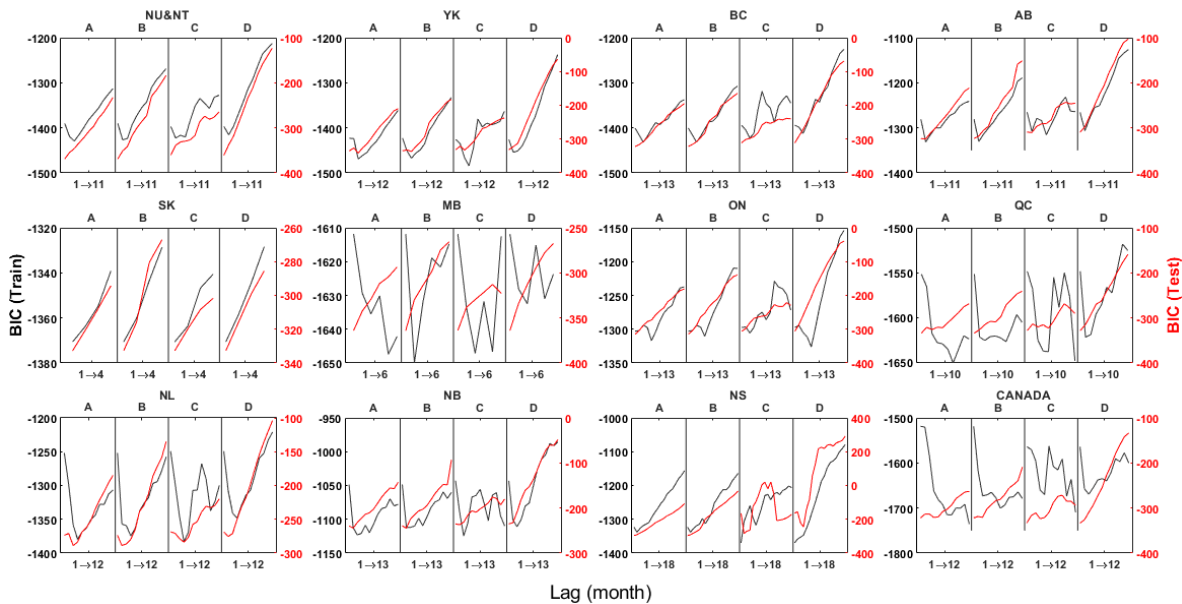 NU&NT YK BC AB
A B C D A B C D A B C D A B C D
-1200 -100 -1200 0 -1200 0 -1100 -100
-1300 -200 -1300 -100 -1300 -100 -1200 -200
-200 -200
-1400 -300 -1400 -300 -1400 -300 -1300 -300
-1500 -400 -1500 -400 -1500 -400 -1400 -400
1→11 1→11 1→11 1→11 1→12 1→12 1→12 1→12 1→13 1→13 1→13 1→13 1→11 1→11 1→11 1→11
SK MB ON QC
A B C D A B C D A B C D A B C D
-1320 -260 -1610 -250 -1150 0 -1500 -100
-280 -1620 -1200 -100 -200
-1340 -300 -1630 -300 -1250 -200 -1550
-1360 -320 -1640 -350 -1300 -300 -1600 -300
-1380 -340 -1650 -400 -1350 -400 -1650 -400
1→4 1→4 1→4 1→4 1→6 1→6 1→6 1→6 1→13 1→13 1→13 1→13 1→10 1→10 1→10 1→10
NL NB NS CANADA
A B C D A B C D A B C D A B C D
-1200 -100 -950 0 -1000 400 -1500 -100
-1250 -150 -1000 -100 -1100 200 -1600 -200
-1300 -200 -1050 -1200 0
-1350 -250 -1100 -200 -1300 -200 -1700 -300
-1400 -300 -1150 -300 -1400 -400 -1800 -400
1→12 1→12 1→12 1→12 1→13 1→13 1→13 1→13 1→18 1→18 1→18 1→18 1→12 1→12 1→12 1→12
BIC (Train)
BIC (Test)
Lag (month)